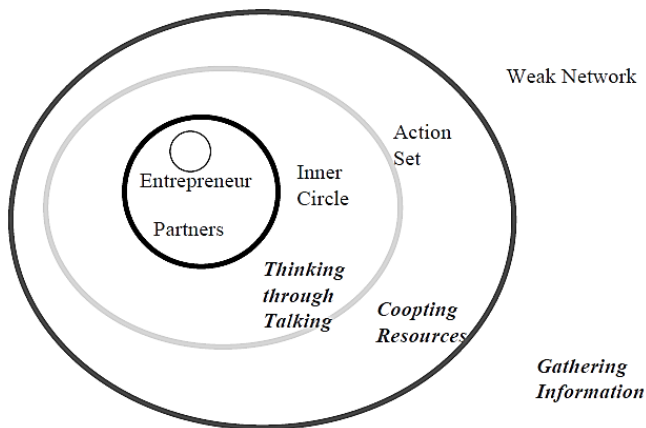 Weak Network
Action
Set
Inner
Circle
Entrepreneur
Partners
Thinking
through
Talking
Coopting
Resources
Gathering
Information